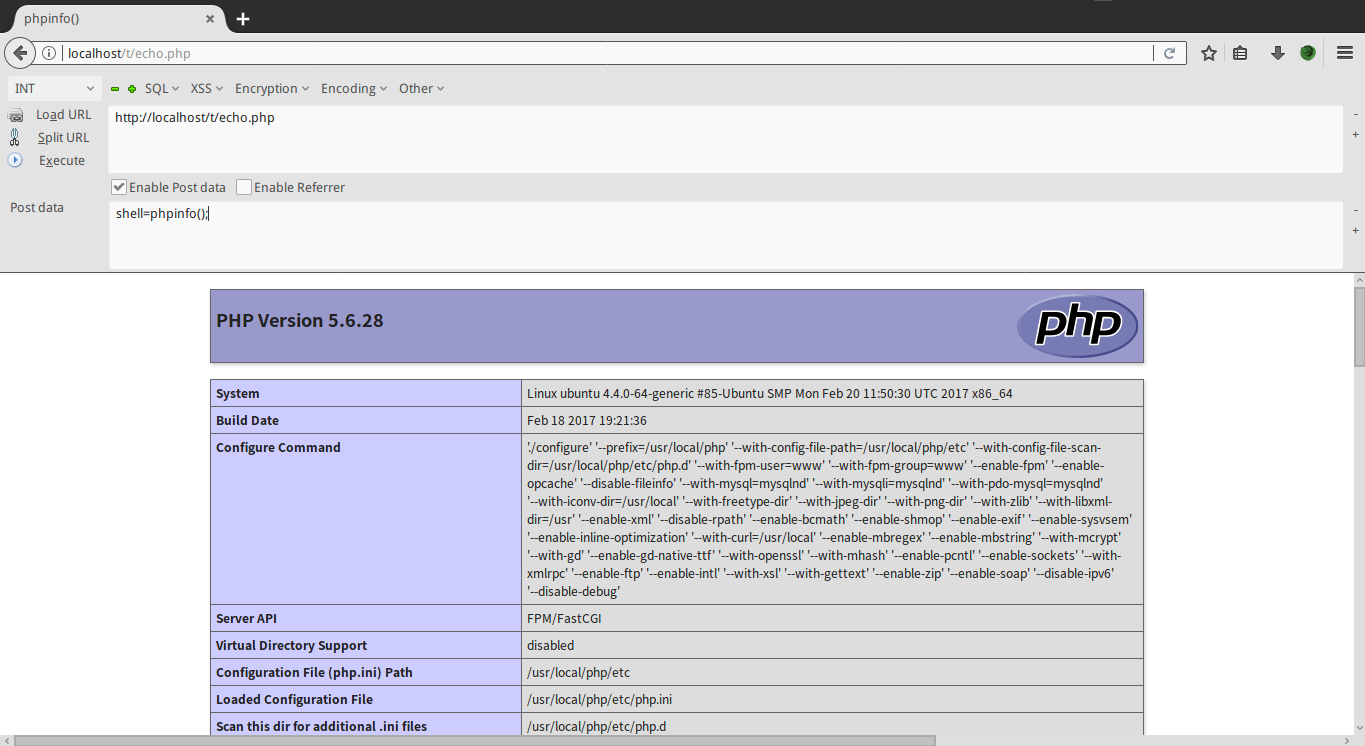 phpinfo()
localhost/t/echo.php
INT
SQL XSS Encryption Encoding Other
Load URL
http://localhost/t/echo.php
Split URL
Execute
Enable Post data Enable Referrer
Post data
shell=phpinfo();
PHP Version 5.6.28
php
System
Linux ubuntu 4.4.0-64-generic #85-Ubuntu SMP Mon Feb 20 11:50:30 UTC 2017 x86_64
Build Date
Feb 18 2017 19:21:36
Configure Command
'./configure' '--prefix=/usr/local/php' '--with-config-file-path=/usr/local/php/etc' '--with-config-file-scan-
dir=/usr/local/php/etc/php.d' '--with-fpm-user=www' '--with-fpm-group=www' '--enable-fpm' '--enable-
opcache' '--disable-fileinfo' '--with-mysql=mysqlnd' '--with-mysqli=mysqlnd' '--with-pdo-mysql=mysqlnd'
'--with-iconv-dir=/usr/local' '--with-freetype-dir' '--with-jpeg-dir' '--with-png-dir' '--with-zlib' '--with-libxml-
dir=/usr' '--enable-xml' '--disable-rpath' '--enable-bcmath' '--enable-shmop' '--enable-exif' '--enable-sysvsem'
'--enable-inline-optimization' '--with-curl=/usr/local' '--enable-mbregex' '--enable-mbstring' '--with-mcrypt'
'--with-gd' '--enable-gd-native-ttf' '--with-openssl' '--with-mhash' '--enable-pcntl' '--enable-sockets' '--with-
xmlrpc' '--enable-ftp' '--enable-intl' '--with-xsl' '--with-gettext' '--enable-zip' '--enable-soap' '--disable-ipv6'
'--disable-debug'
Server API
FPM/FastCGI
Virtual Directory Support
disabled
Configuration File (php.ini) Path
/usr/local/php/etc
Loaded Configuration File
/usr/local/php/etc/php.ini
Scan this dir for additional .ini files
/usr/local/php/etc/php.d